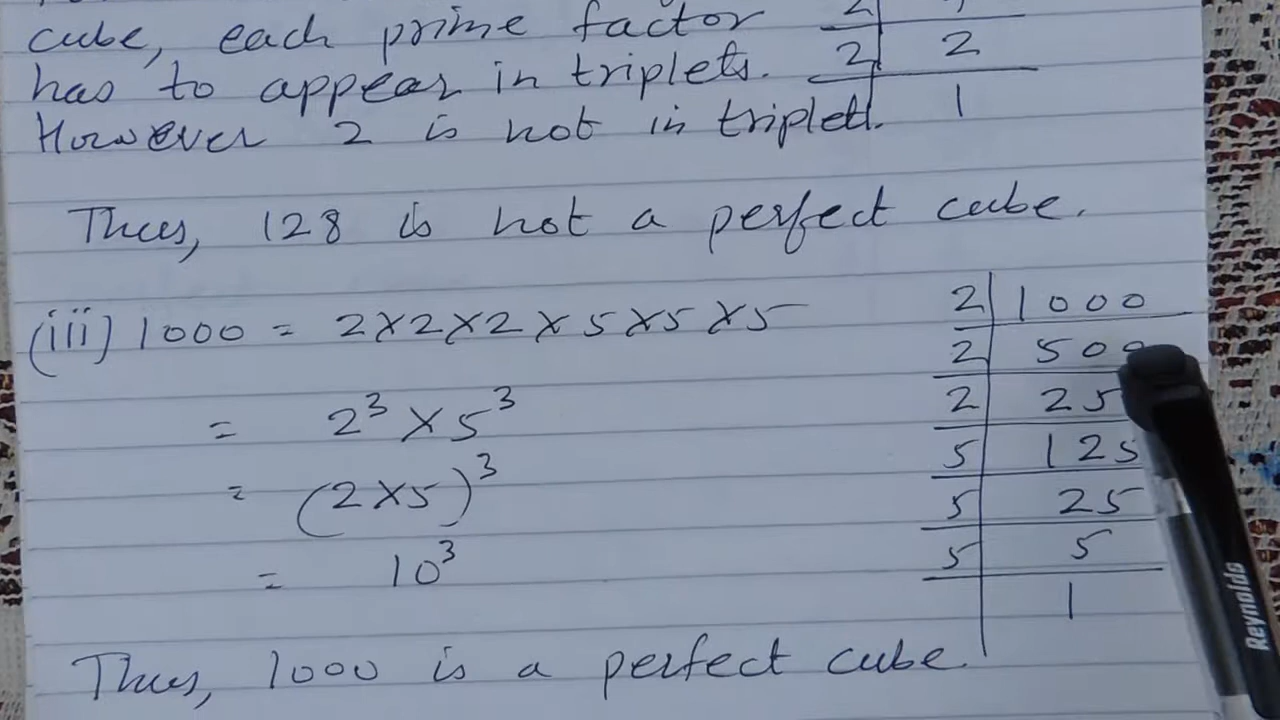 cube, each prime factor
has to appear in triplets.
However 2 is not in triplet.
2
2 | 2
1
Thus, 128 is not a perfect cube.
(iii) 1000 = 2×2×2×5×5×5
= 2³ × 5³
= (2×5)³
= 10³
2 | 1000
2 | 500
2 | 25
5 | 125
5 | 25
5 | 5
1
Thus, 1000 is a perfect cube.
Reynolds